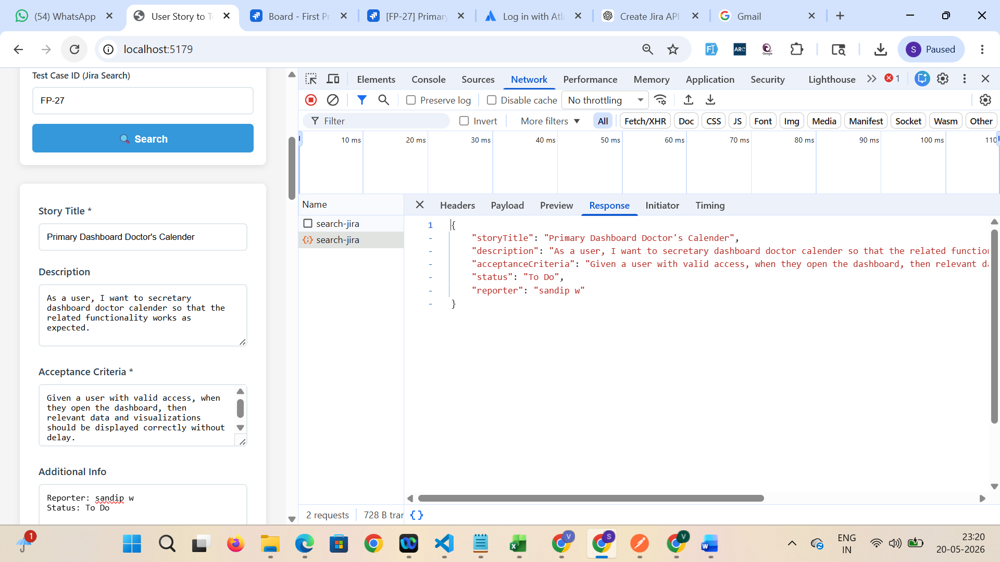 (54) WhatsApp
User Story to T
Board - First Pr
[FP-27] Primary
Log in with Atla
Create Jira API
Gmail
localhost:5179
FI
ARC
Qeagle
S Paused
Test Case ID (Jira Search)
FP-27
Search
Story Title *
Primary Dashboard Doctor's Calender
Description
As a user, I want to secretary
dashboard doctor calender so that the
related functionality works as
expected.
Acceptance Criteria *
Given a user with valid access, when
they open the dashboard, then
relevant data and visualizations
should be displayed correctly without
delay.
Additional Info
Reporter: sandip w
Status: To Do
Elements Console Sources Network Performance Memory Application Security Lighthouse 1
Preserve log Disable cache No throttling
Filter Invert More filters All Fetch/XHR Doc CSS JS Font Img Media Manifest Socket Wasm Other
10 ms 20 ms 30 ms 40 ms 50 ms 60 ms 70 ms 80 ms 90 ms 100 ms 110
Name
search-jira
search-jira
Headers Payload Preview Response Initiator Timing
1 {
- "storyTitle": "Primary Dashboard Doctor's Calender",
- "description": "As a user, I want to secretary dashboard doctor calender so that the related function
- "acceptanceCriteria": "Given a user with valid access, when they open the dashboard, then relevant da
- "status": "To Do",
- "reporter": "sandip w"
- }
2 requests 728 B tran
{ }
1
V
S
V
ENG
IN
23:20
20-05-2026